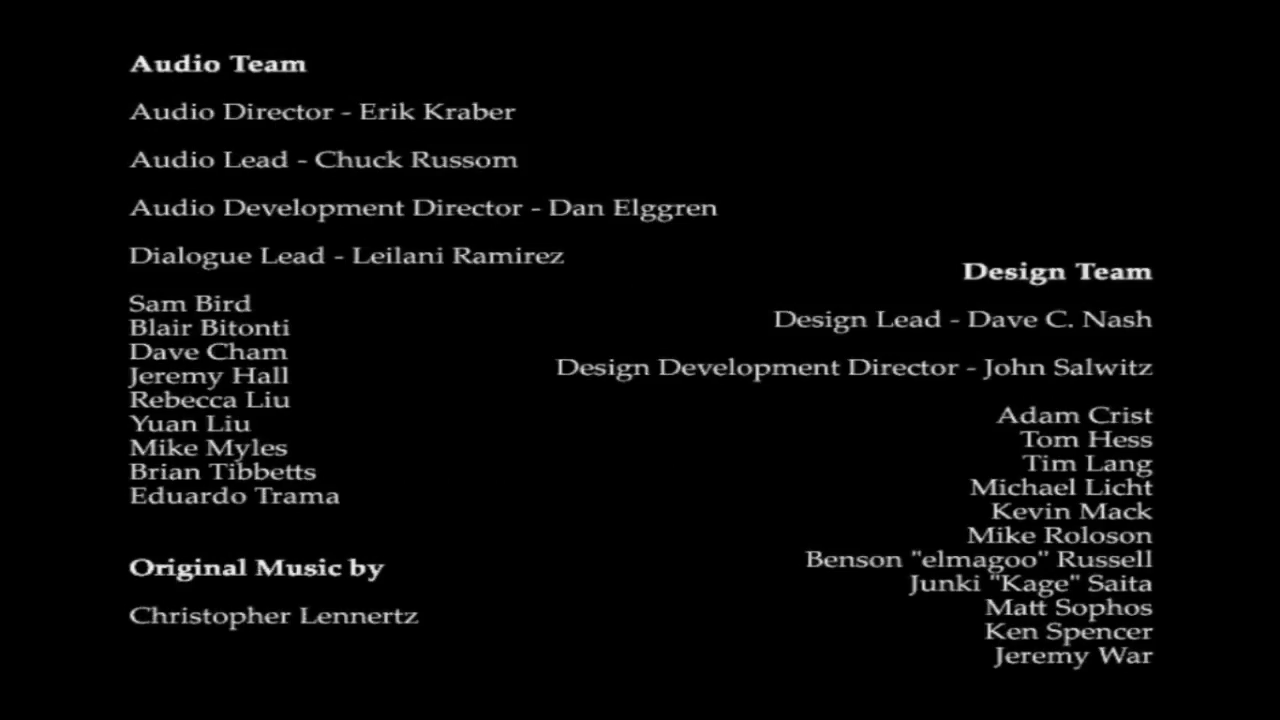 Audio Team
Audio Director - Erik Kraber
Audio Lead - Chuck Russom
Audio Development Director - Dan Elggren
Dialogue Lead - Leilani Ramirez
Sam Bird
Blair Bitonti
Dave Cham
Jeremy Hall
Rebecca Liu
Yuan Liu
Mike Myles
Brian Tibbetts
Eduardo Trama
Original Music by
Christopher Lennertz
Design Team
Design Lead - Dave C. Nash
Design Development Director - John Salwitz
Adam Crist
Tom Hess
Tim Lang
Michael Licht
Kevin Mack
Mike Roloson
Benson "elmagoo" Russell
Junki "Kage" Saita
Matt Sophos
Ken Spencer
Jeremy War